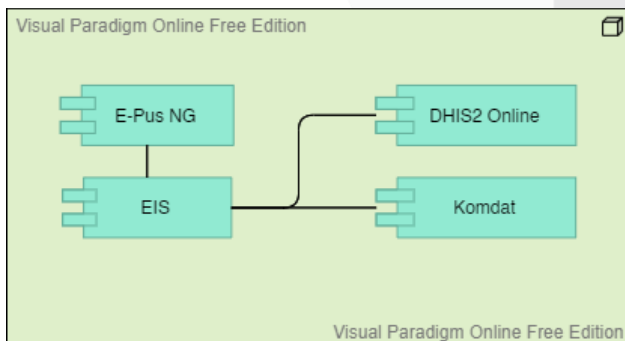 Visual Paradigm Online Free Edition
E-Pus NG
DHIS2 Online
EIS
Komdat
Visual Paradigm Online Free Edition